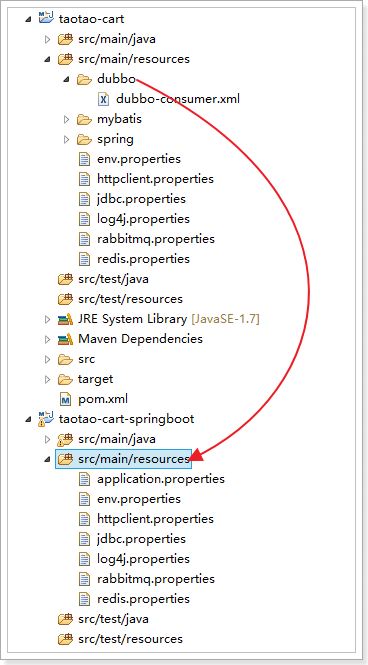 taotao-cart
src/main/java
src/main/resources
dubbo
dubbo-consumer.xml
mybatis
spring
env.properties
httpclient.properties
jdbc.properties
log4j.properties
rabbitmq.properties
redis.properties
src/test/java
src/test/resources
JRE System Library [JavaSE-1.7]
Maven Dependencies
src
target
pom.xml
taotao-cart-springboot
src/main/java
src/main/resources
application.properties
env.properties
httpclient.properties
jdbc.properties
log4j.properties
rabbitmq.properties
redis.properties
src/test/java
src/test/resources